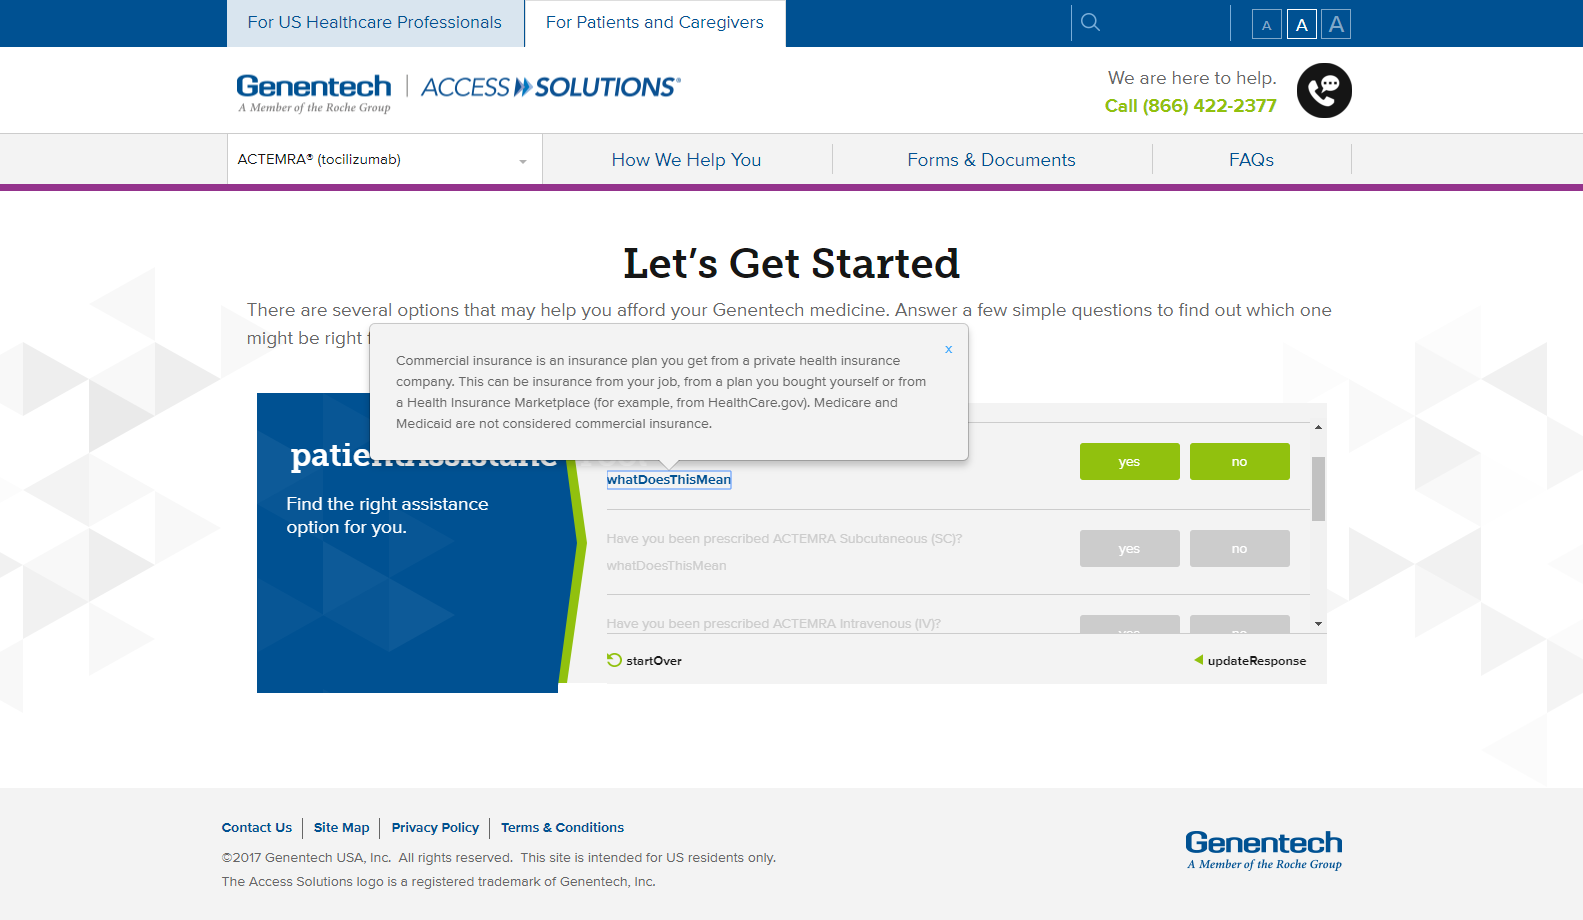 For US Healthcare Professionals
For Patients and Caregivers
A A A
Genentech
A Member of the Roche Group
ACCESS SOLUTIONS®
We are here to help.
Call (866) 422-2377
ACTEMRA® (tocilizumab)
How We Help You
Forms & Documents
FAQs
Let's Get Started
There are several options that may help you afford your Genentech medicine. Answer a few simple questions to find out which one
might be right
x
Commercial insurance is an insurance plan you get from a private health insurance
company. This can be insurance from your job, from a plan you bought yourself or from
a Health Insurance Marketplace (for example, from HealthCare.gov). Medicare and
Medicaid are not considered commercial insurance.
patientAssistanc
Find the right assistance
option for you.
whatDoesThisMean
yes
no
Have you been prescribed ACTEMRA Subcutaneous (SC)?
whatDoesThisMean
yes
no
Have you been prescribed ACTEMRA Intravenous (IV)?
yes
no
startOver
updateResponse
Contact Us
Site Map
Privacy Policy
Terms & Conditions
©2017 Genentech USA, Inc. All rights reserved. This site is intended for US residents only.
The Access Solutions logo is a registered trademark of Genentech, Inc.
Genentech
A Member of the Roche Group